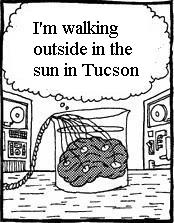 I'm walking
outside in the
sun in Tucson